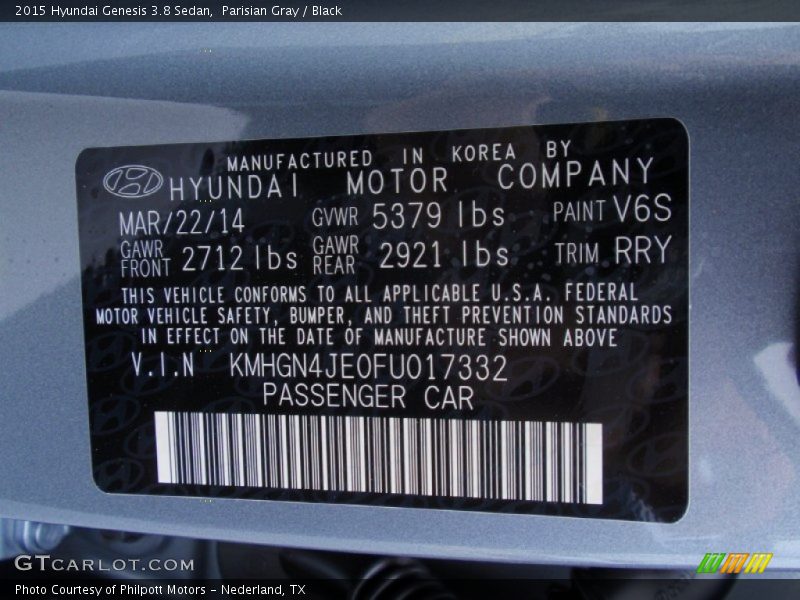 2015 Hyundai Genesis 3.8 Sedan,  Parisian Gray / Black
MANUFACTURED IN KOREA BY
HYUNDAI MOTOR COMPANY
MAR/22/14 GVWR 5379 lbs PAINT V6S
GAWR FRONT 2712 lbs GAWR REAR 2921 lbs TRIM RRY
THIS VEHICLE CONFORMS TO ALL APPLICABLE U.S.A. FEDERAL
MOTOR VEHICLE SAFETY, BUMPER, AND THEFT PREVENTION STANDARDS
IN EFFECT ON THE DATE OF MANUFACTURE SHOWN ABOVE
V.I.N KMHGN4JE0FU017332
PASSENGER CAR
GTCARLOT.COM
Photo Courtesy of Philpott Motors - Nederland, TX